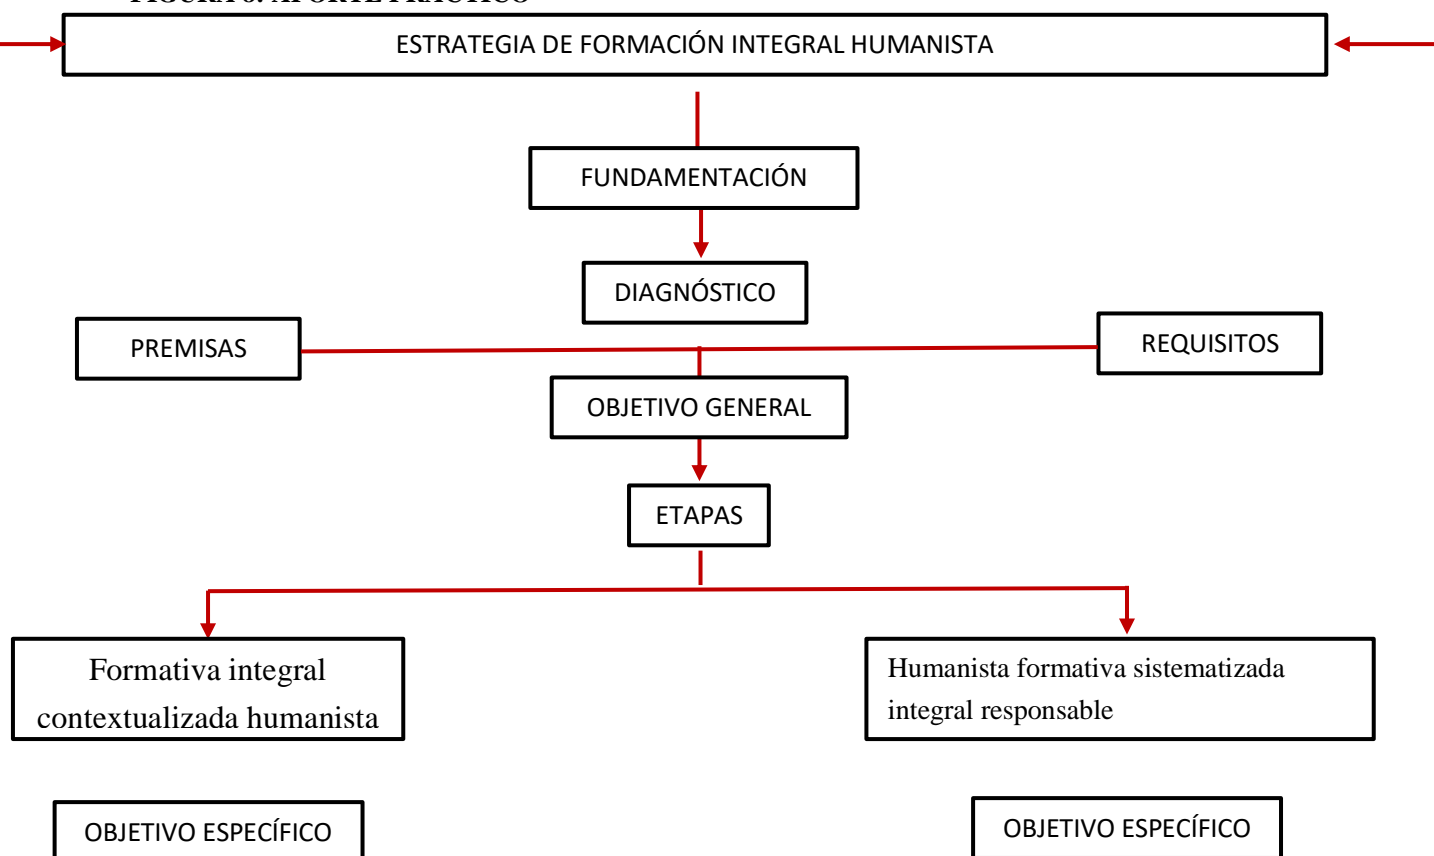 ESTRATEGIA DE FORMACIÓN INTEGRAL HUMANISTA
FUNDAMENTACIÓN
DIAGNÓSTICO
PREMISAS
REQUISITOS
OBJETIVO GENERAL
ETAPAS
Formativa integral
contextualizada humanista
Humanista formativa sistematizada
integral responsable
OBJETIVO ESPECÍFICO
OBJETIVO ESPECÍFICO